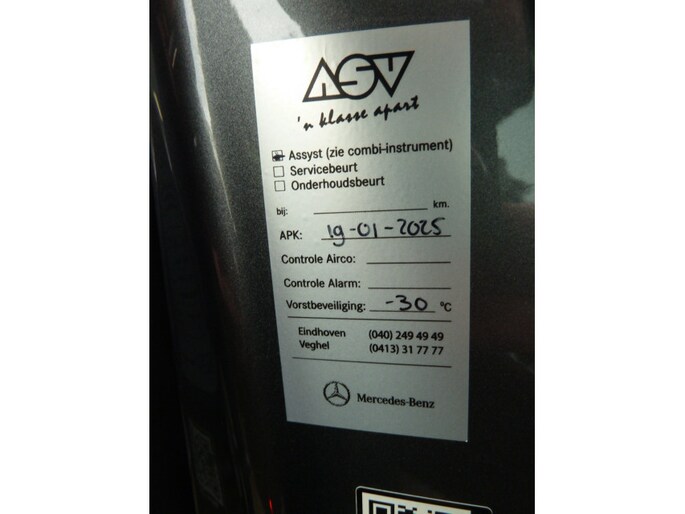 ASV
'n klasse apart
Assyst (zie combi-instrument)
Servicebeurt
Onderhoudsbeurt
bij: km.
APK: 19-01-2025
Controle Airco:
Controle Alarm:
Vorstbeveiliging: -30 °C
Eindhoven (040) 249 49 49
Veghel (0413) 31 77 77
Mercedes-Benz